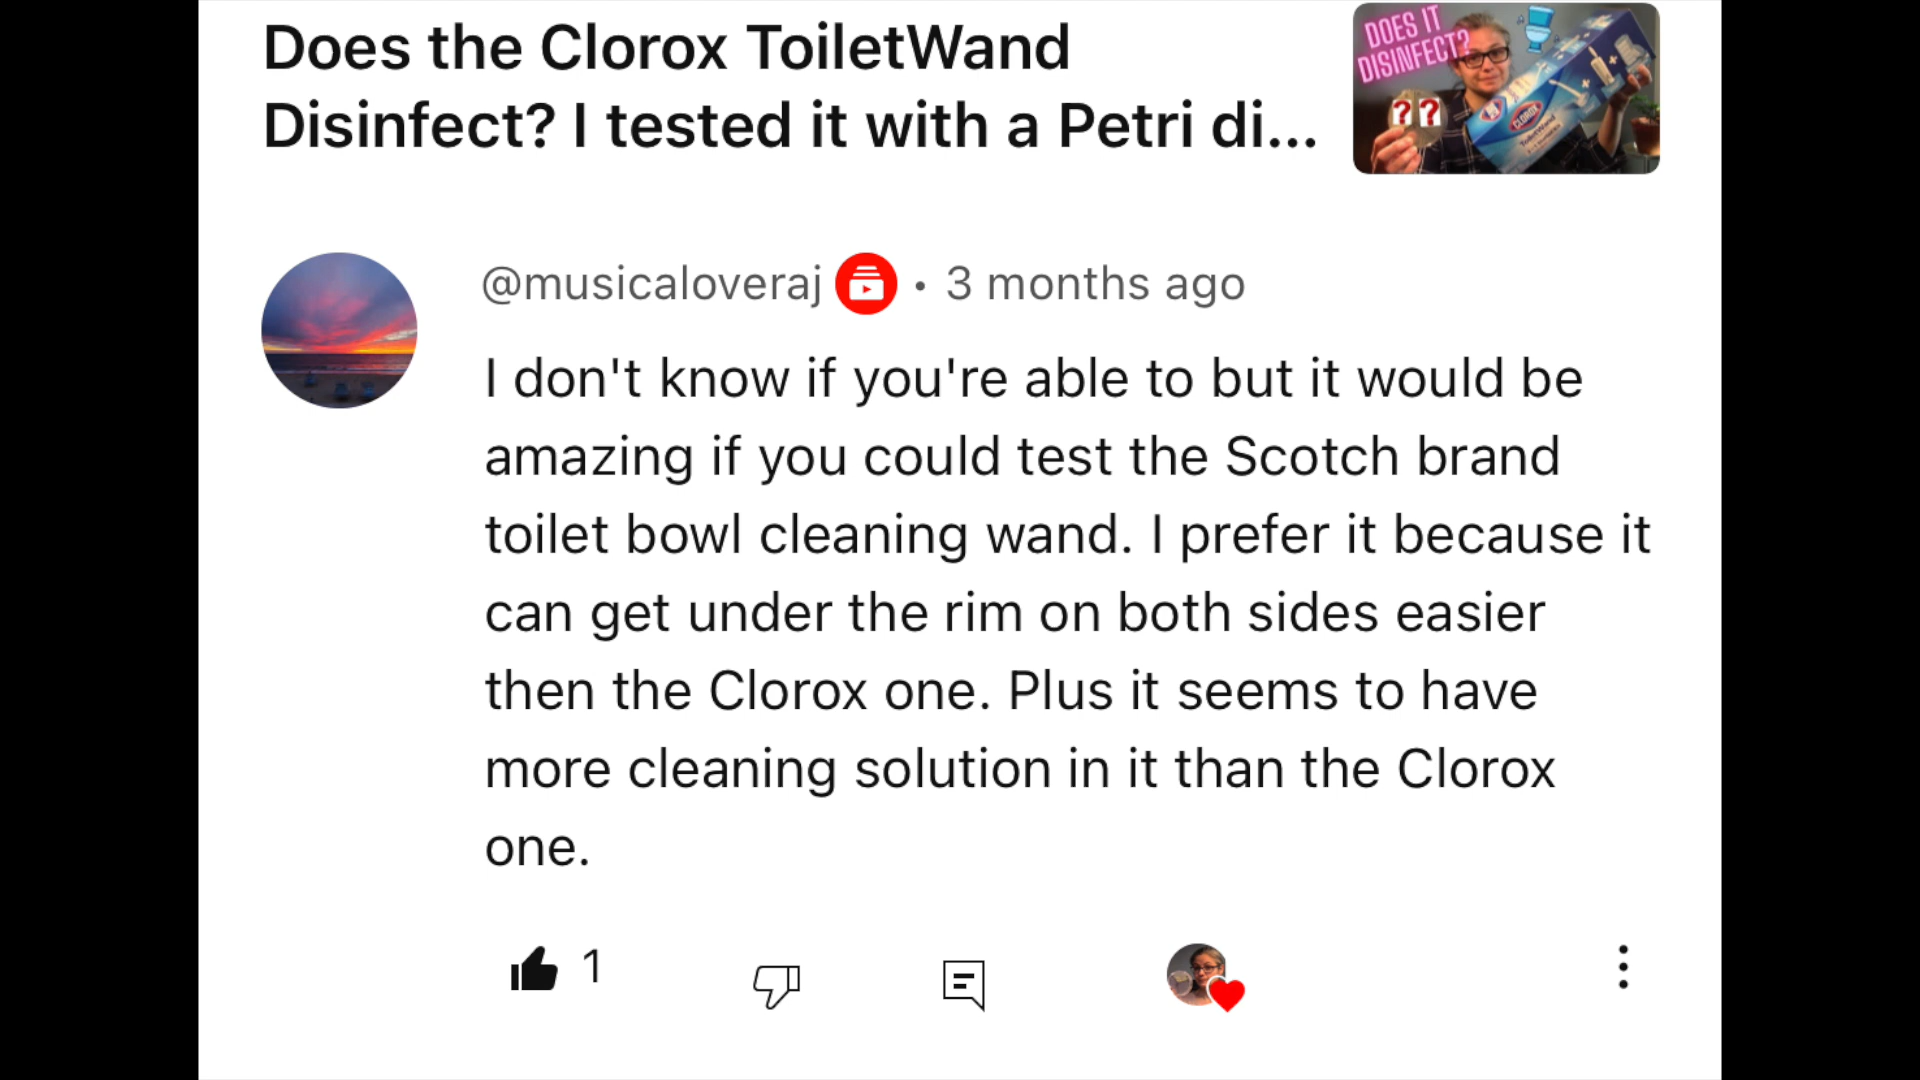 Does the Clorox ToiletWand
Disinfect? I tested it with a Petri di...
DOES IT
DISINFECT?
??
CLOROX
ToiletWand
@musicaloveraj • 3 months ago
I don't know if you're able to but it would be
amazing if you could test the Scotch brand
toilet bowl cleaning wand. I prefer it because it
can get under the rim on both sides easier
then the Clorox one. Plus it seems to have
more cleaning solution in it than the Clorox
one.
1